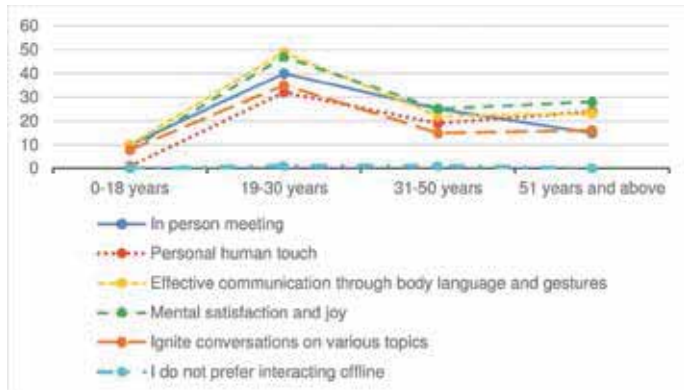 60
50
40
30
20
10
0
0-18 years 19-30 years 31-50 years 51 years and above
In person meeting
Personal human touch
Effective communication through body language and gestures
Mental satisfaction and joy
Ignite conversations on various topics
I do not prefer interacting offline